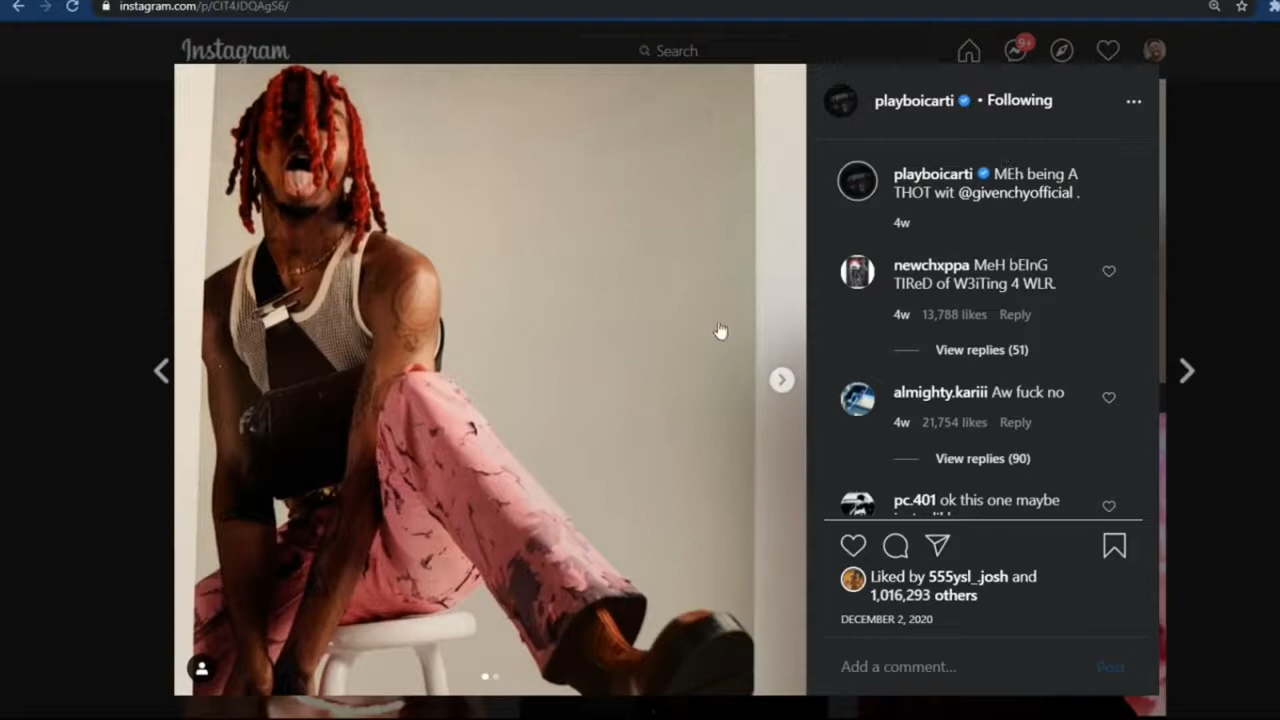 instagram.com/p/CIT4JDQAgS6/
Instagram
Search
9+
playboicarti • Following
playboicarti MEh being A
THOT wit @givenchyofficial .
4w
newchxppa MeH bEInG
TIReD of W3iTing 4 WLR.
4w 13,788 likes Reply
View replies (51)
almighty.kariii Aw fuck no
4w 21,754 likes Reply
View replies (90)
pc.401 ok this one maybe
Liked by 555ysl_.josh and
1,016,293 others
DECEMBER 2, 2020
Add a comment...
Post